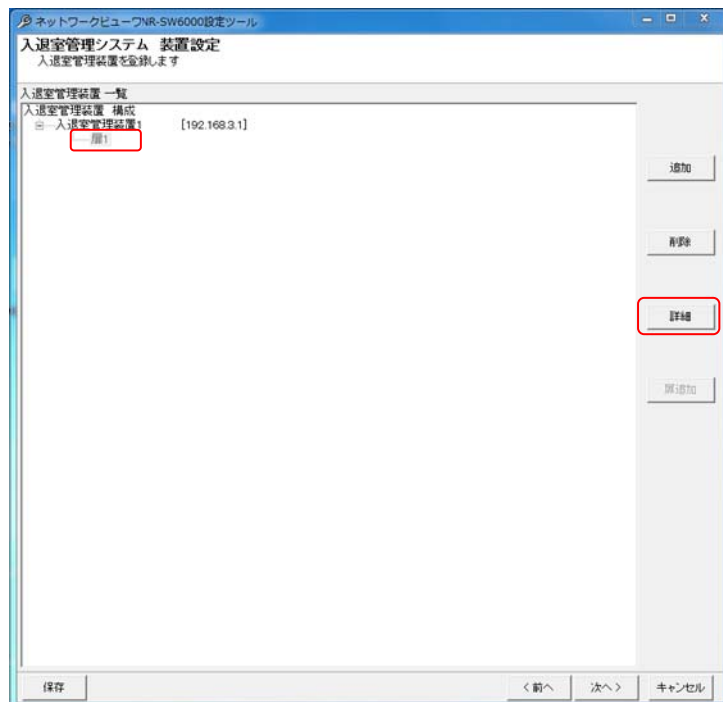 ネットワークビューワNR-SW6000設定ツール
入退室管理システム 装置設定
入退室管理装置を登録します
入退室管理装置 一覧
入退室管理装置 構成
入退室管理装置1 [192.168.3.1]
扉1
追加
削除
詳細
扉追加
保存
<前へ
次へ>
キャンセル